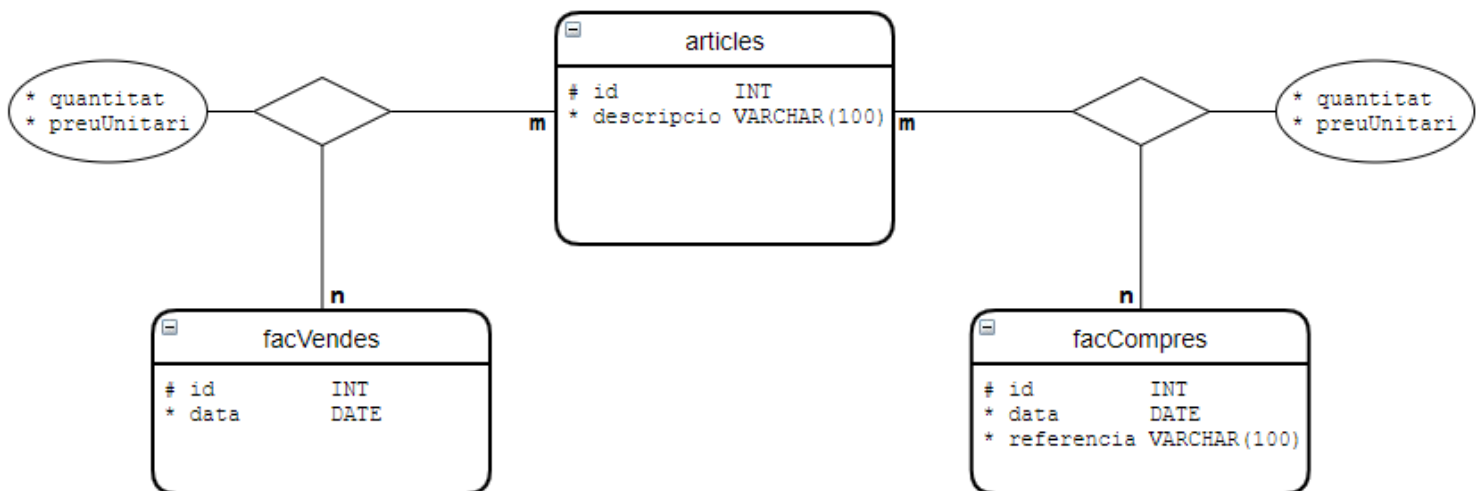 articles
# id INT
* descripcio VARCHAR(100)
* quantitat
* preuUnitari
m
m
* quantitat
* preuUnitari
n
n
facVendes
# id INT
* data DATE
facCompres
# id INT
* data DATE
* referencia VARCHAR(100)